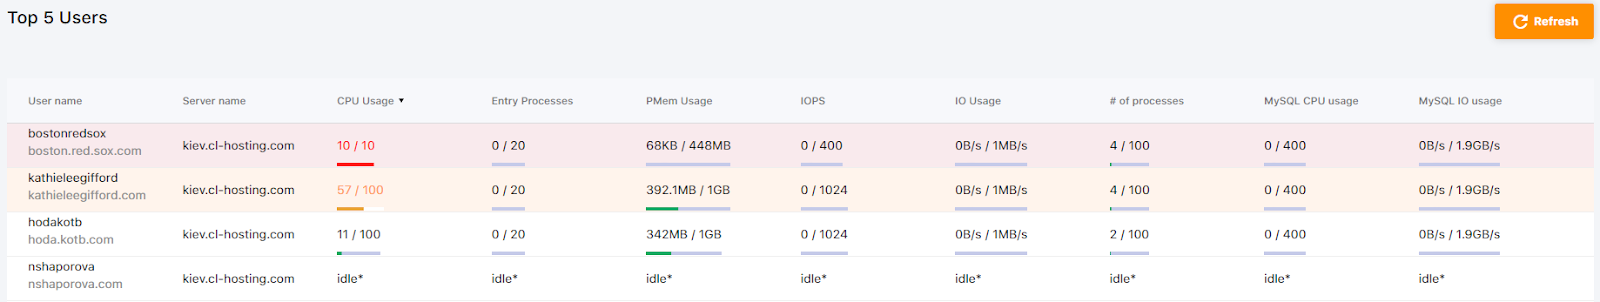 Top 5 Users
Refresh
User name Server name CPU Usage Entry Processes PMem Usage IOPS IO Usage # of processes MySQL CPU usage MySQL IO usage
bostonredsox
boston.red.sox.com kiev.cl-hosting.com 10 / 10 0 / 20 68KB / 448MB 0 / 400 0B/s / 1MB/s 4 / 100 0 / 400 0B/s / 1.9GB/s
kathieleegifford
kathieleegifford.com kiev.cl-hosting.com 57 / 100 0 / 20 392.1MB / 1GB 0 / 1024 0B/s / 1MB/s 4 / 100 0 / 400 0B/s / 1.9GB/s
hodakotb
hoda.kotb.com kiev.cl-hosting.com 11 / 100 0 / 20 342MB / 1GB 0 / 1024 0B/s / 1MB/s 2 / 100 0 / 400 0B/s / 1.9GB/s
nshaporova
nshaporova.com kiev.cl-hosting.com idle* idle* idle* idle* idle* idle* idle* idle*